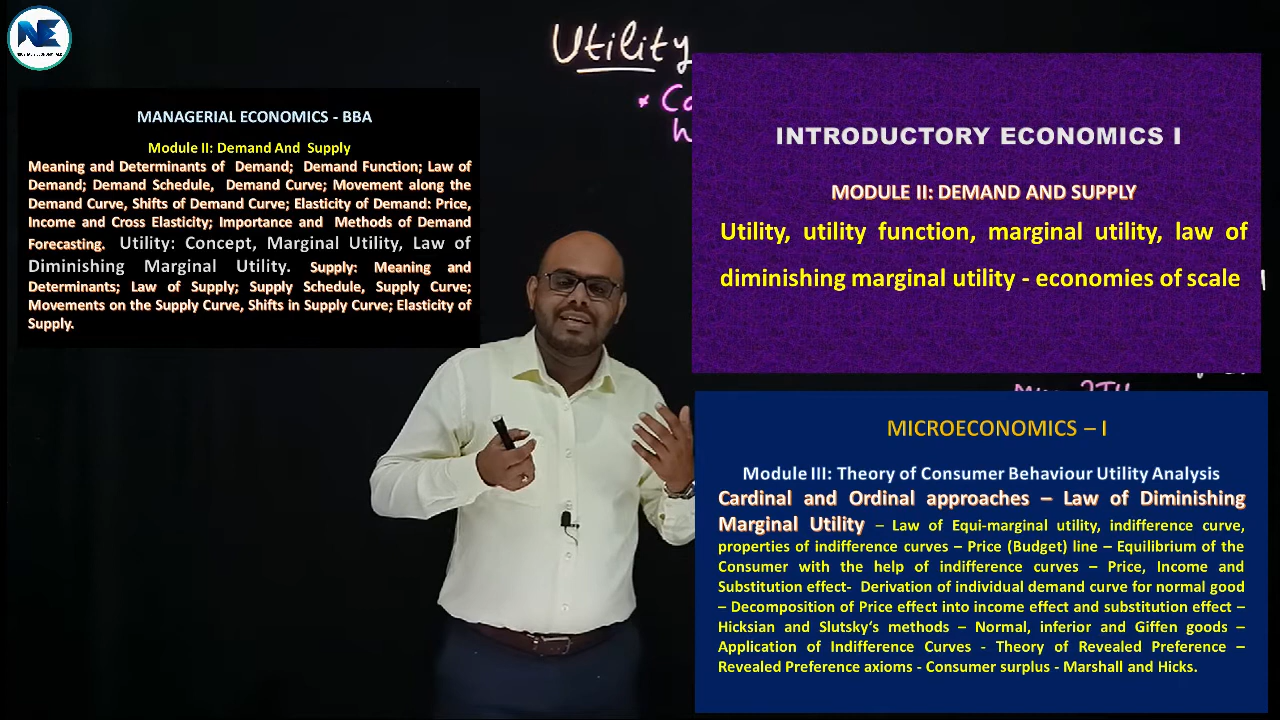 NE
Utility
MANAGERIAL ECONOMICS - BBA
Module II: Demand And Supply
Meaning and Determinants of Demand; Demand Function; Law of
Demand; Demand Schedule, Demand Curve; Movement along the
Demand Curve, Shifts of Demand Curve; Elasticity of Demand: Price,
Income and Cross Elasticity; Importance and Methods of Demand
Forecasting. Utility: Concept, Marginal Utility, Law of
Diminishing Marginal Utility. Supply: Meaning and
Determinants; Law of Supply; Supply Schedule, Supply Curve;
Movements on the Supply Curve, Shifts in Supply Curve; Elasticity of
Supply.
INTRODUCTORY ECONOMICS I
MODULE II: DEMAND AND SUPPLY
Utility, utility function, marginal utility, law of
diminishing marginal utility - economies of scale
MICROECONOMICS – I
Module III: Theory of Consumer Behaviour Utility Analysis
Cardinal and Ordinal approaches – Law of Diminishing
Marginal Utility – Law of Equi-marginal utility, indifference curve,
properties of indifference curves – Price (Budget) line – Equilibrium of the
Consumer with the help of indifference curves – Price, Income and
Substitution effect- Derivation of individual demand curve for normal good
– Decomposition of Price effect into income effect and substitution effect –
Hicksian and Slutsky's methods – Normal, inferior and Giffen goods –
Application of Indifference Curves - Theory of Revealed Preference –
Revealed Preference axioms - Consumer surplus - Marshall and Hicks.